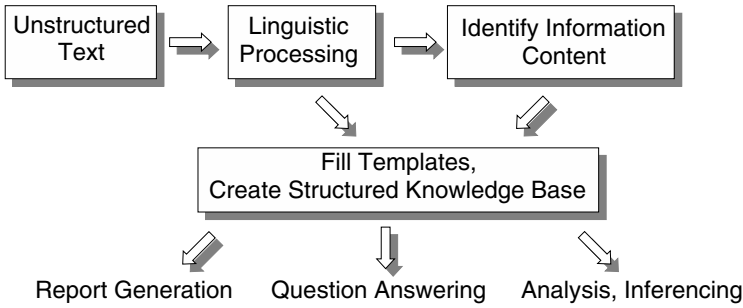 Unstructured
Text
Linguistic
Processing
Identify Information
Content
Fill Templates,
Create Structured Knowledge Base
Report Generation
Question Answering
Analysis, Inferencing